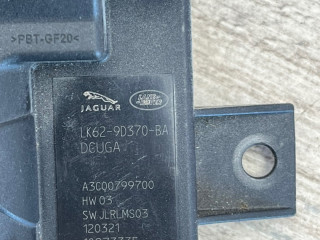 >PBT-GF20<
JAGUAR
LAND-
ROVER
LK62-9D370-BA
DCUGA
A3C00799700
HW 03
SW JLRLMS03
120321